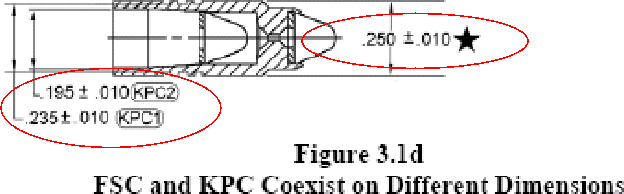 .250 ±.010 ★
.195 ± .010 KPC2
.235 ± .010 KPC1
Figure 3.1d
FSC and KPC Coexist on Different Dimensions